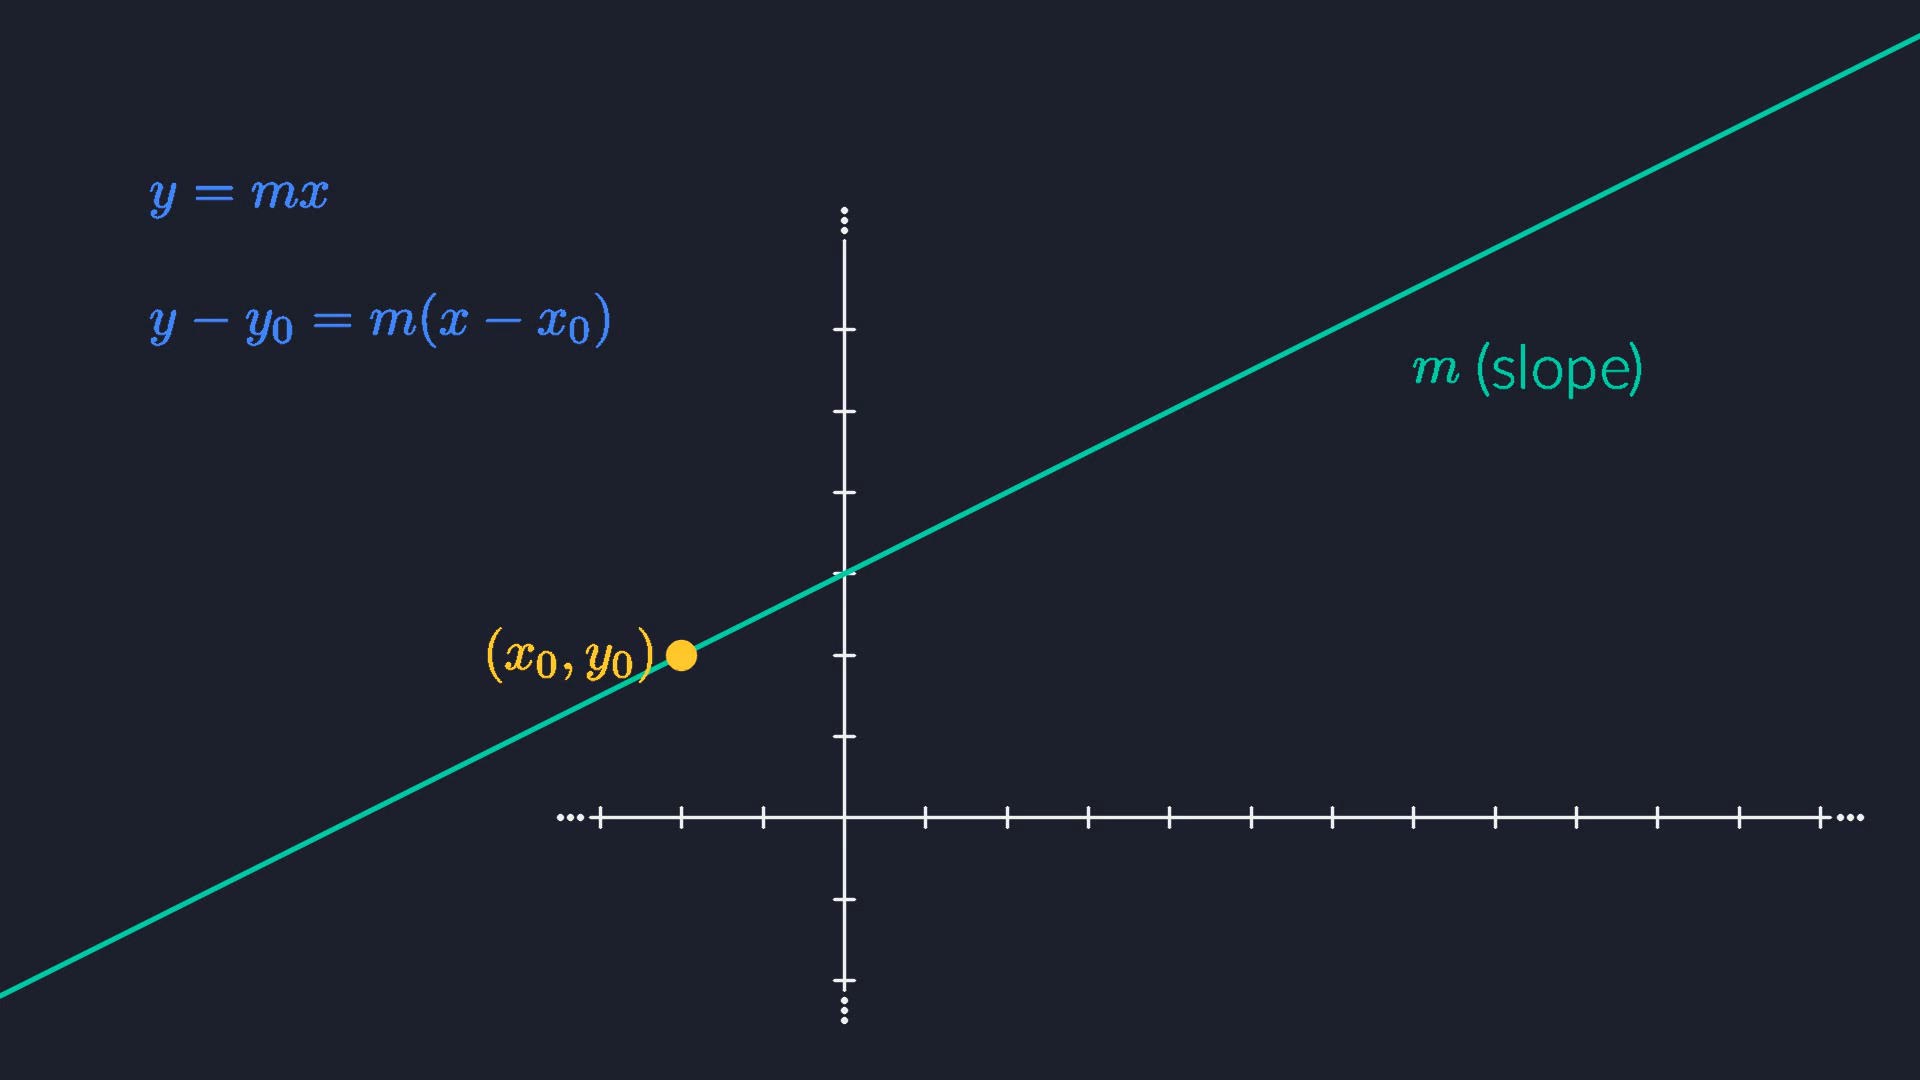 y = mx
y − y₀ = m(x − x₀)
m (slope)
(x₀, y₀)